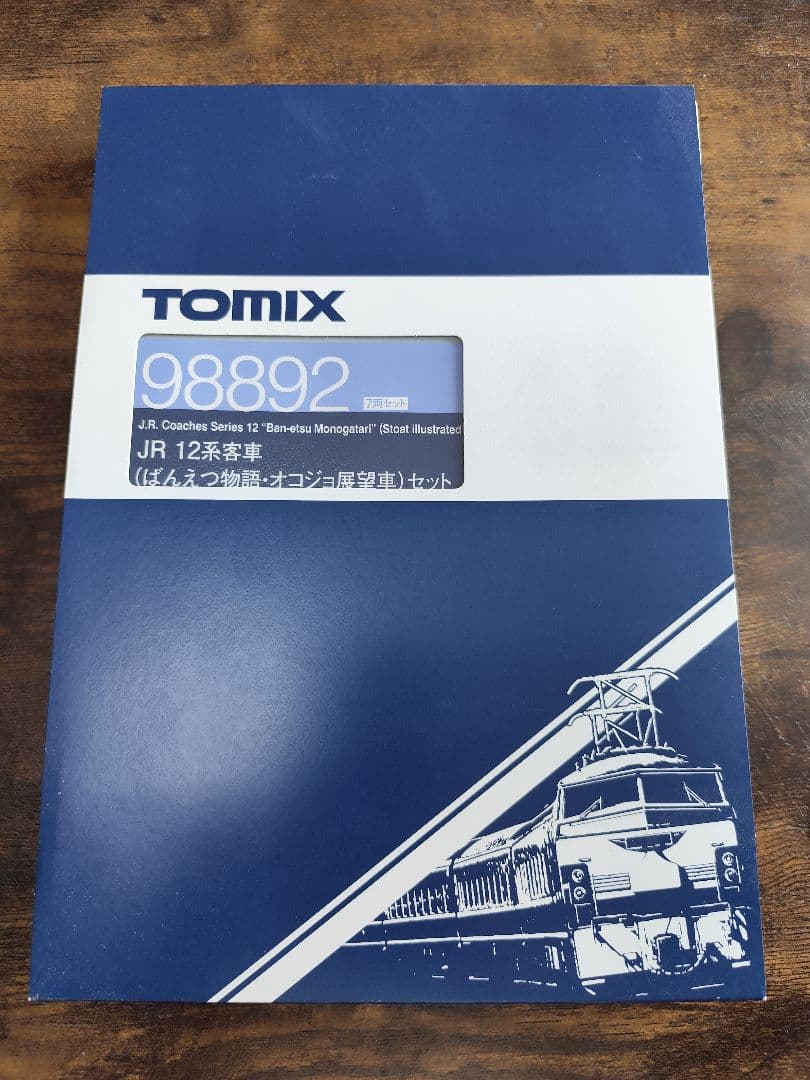 TOMIX
98892 7両セット
J.R. Coaches Series 12 "Ban-etsu Monogatari" (Stoat illustrated
JR 12系客車
(ばんえつ物語・オコジョ展望車)セット